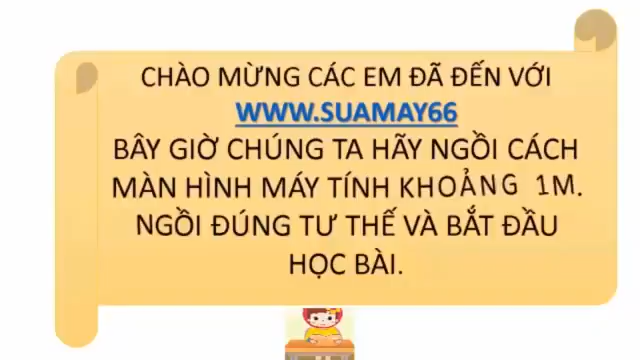 CHÀO MỪNG CÁC EM ĐÃ ĐẾN VỚI
WWW.SUAMAY66
BÂY GIỜ CHÚNG TA HÃY NGỒI CÁCH
MÀN HÌNH MÁY TÍNH KHOẢNG 1M.
NGỒI ĐÚNG TƯ THẾ VÀ BẮT ĐẦU
HỌC BÀI.